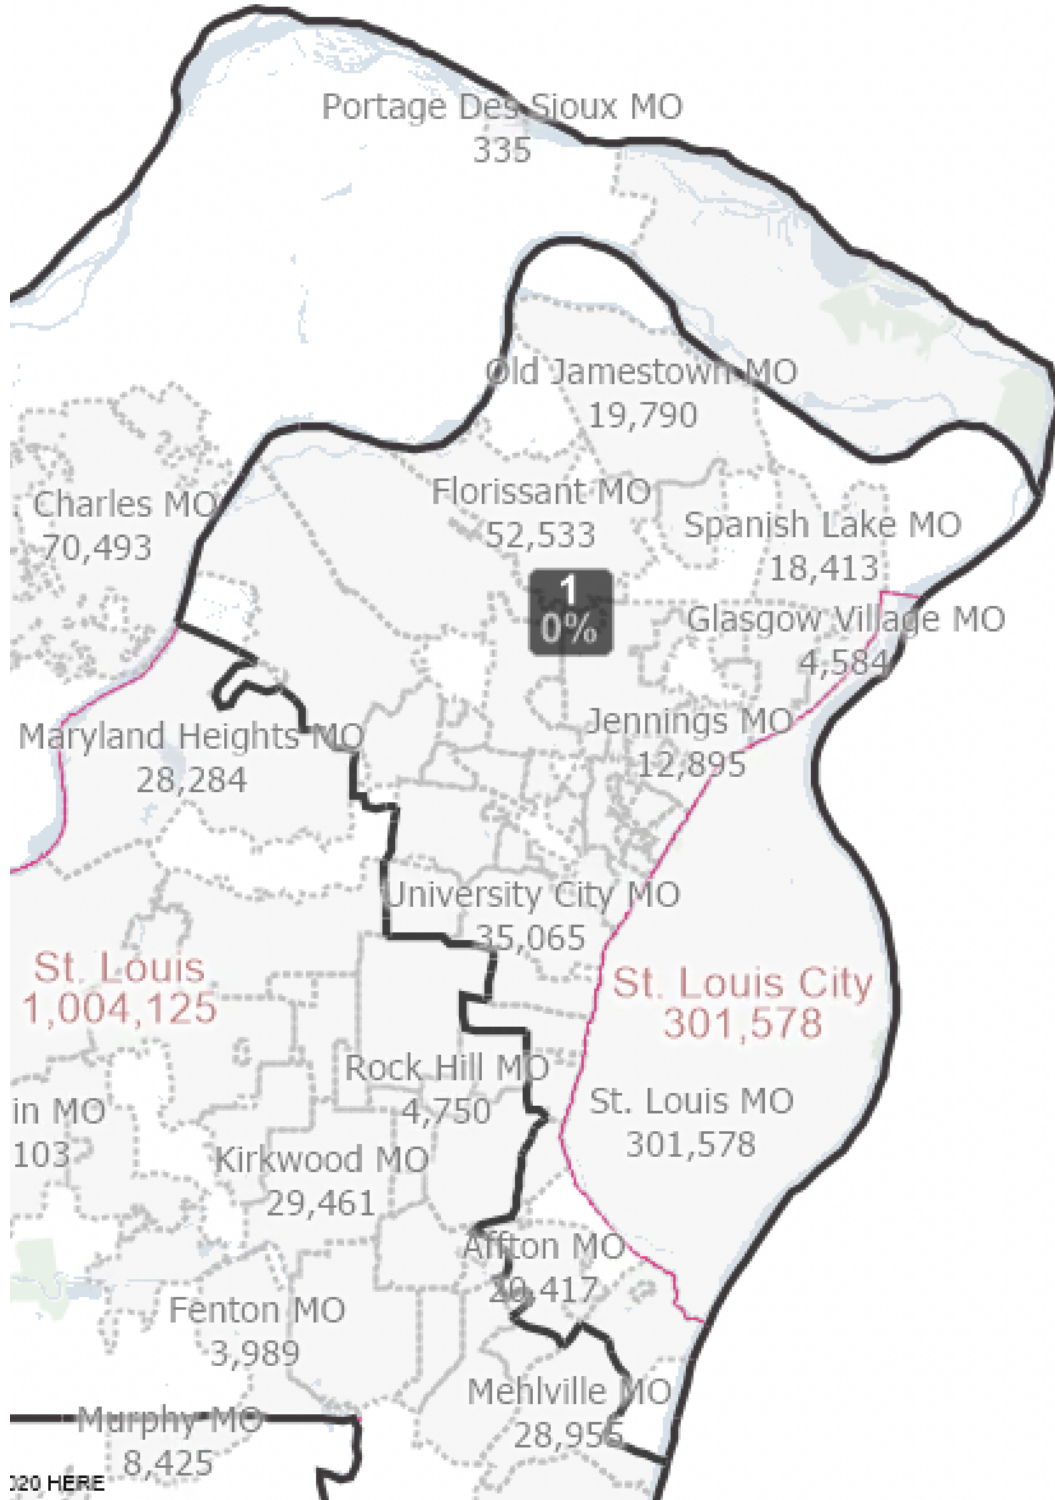 Portage Des Sioux MO
335
Old Jamestown MO
19,790
Florissant MO
52,533
. Charles MO
70,493
Spanish Lake MO
18,413
1
0%
Glasgow Village MO
4,584
Jennings MO
12,895
Maryland Heights MO
28,284
University City MO
35,065
St. Louis
1,004,125
St. Louis City
301,578
Rock Hill MO
4,750
St. Louis MO
301,578
in MO
103
Kirkwood MO
29,461
Affton MO
20,417
Fenton MO
3,989
Mehlville MO
28,955
Murphy MO
8,425
020 HERE